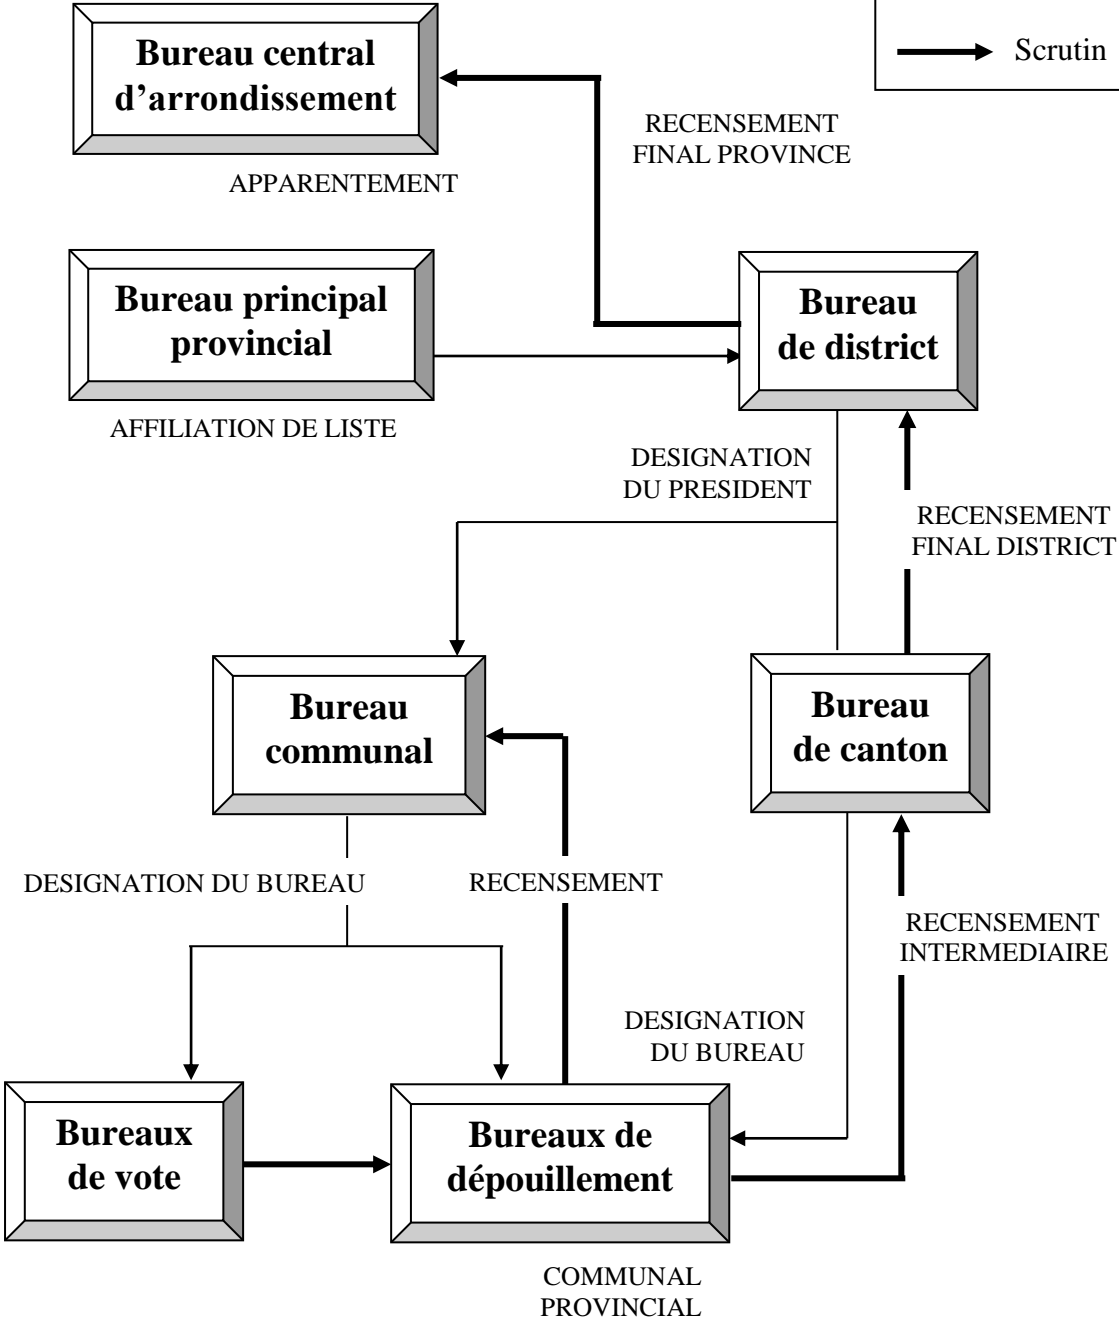 Bureau central
d’arrondissement
Scrutin
RECENSEMENT
FINAL PROVINCE
APPARENTEMENT
Bureau principal
provincial
Bureau
de district
AFFILIATION DE LISTE
DESIGNATION
DU PRESIDENT
RECENSEMENT
FINAL DISTRICT
Bureau
communal
Bureau
de canton
DESIGNATION DU BUREAU
RECENSEMENT
RECENSEMENT
INTERMEDIAIRE
DESIGNATION
DU BUREAU
Bureaux
de vote
Bureaux de
dépouillement
COMMUNAL
PROVINCIAL